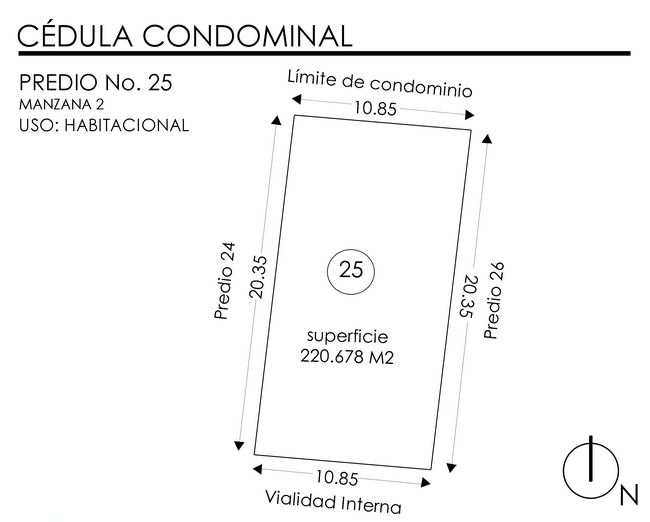 CÉDULA CONDOMINAL
PREDIO No. 25
MANZANA 2
USO: HABITACIONAL
Límite de condominio
10.85
Predio 24
20.35
25
20.35
Predio 26
superficie
220.678 M2
10.85
Vialidad Interna
N